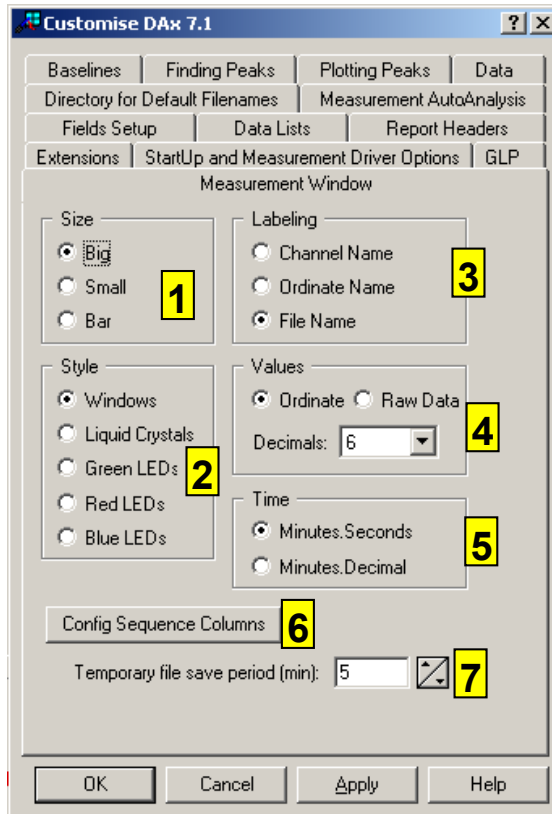 Customise DAx 7.1
Baselines Finding Peaks Plotting Peaks Data
Directory for Default Filenames Measurement AutoAnalysis
Fields Setup Data Lists Report Headers
Extensions StartUp and Measurement Driver Options GLP
Measurement Window
Size
Big
Small
Bar
1
Labeling
Channel Name
Ordinate Name
File Name
3
Style
Windows
Liquid Crystals
Green LEDs
Red LEDs
Blue LEDs
2
Values
Ordinate Raw Data
Decimals: 6
4
Time
Minutes.Seconds
Minutes.Decimal
5
Config Sequence Columns 6
Temporary file save period (min): 5 7
OK Cancel Apply Help